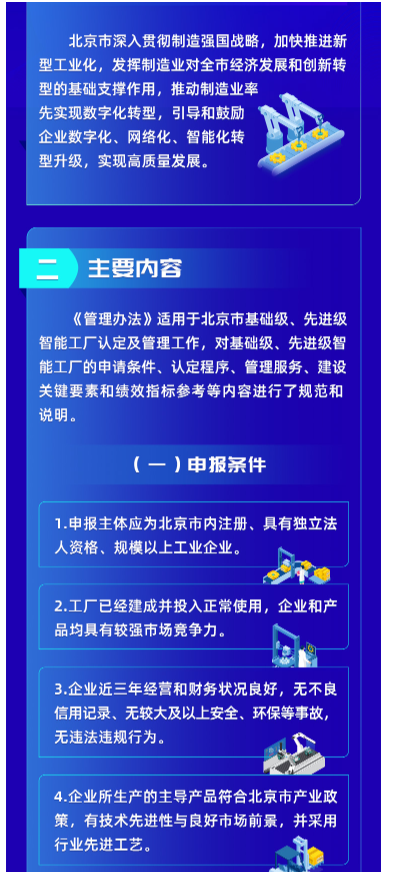 北京市深入贯彻制造强国战略，加快推进新
型工业化，发挥制造业对全市经济发展和创新转
型的基础支撑作用，推动制造业率
先实现数字化转型，引导和鼓励
企业数字化、网络化、智能化转
型升级，实现高质量发展。
二 主要内容
《管理办法》适用于北京市基础级、先进级
智能工厂认定及管理工作，对基础级、先进级智
能工厂的申请条件、认定程序、管理服务、建设
关键要素和绩效指标参考等内容进行了规范和
说明。
（一）申报条件
1.申报主体应为北京市内注册、具有独立法
人资格、规模以上工业企业。
2.工厂已经建成并投入正常使用，企业和产
品均具有较强市场竞争力。
3.企业近三年经营和财务状况良好，无不良
信用记录、无较大及以上安全、环保等事故，
无违法违规行为。
4.企业所生产的主导产品符合北京市产业政
策，有技术先进性与良好市场前景，并采用
行业先进工艺。